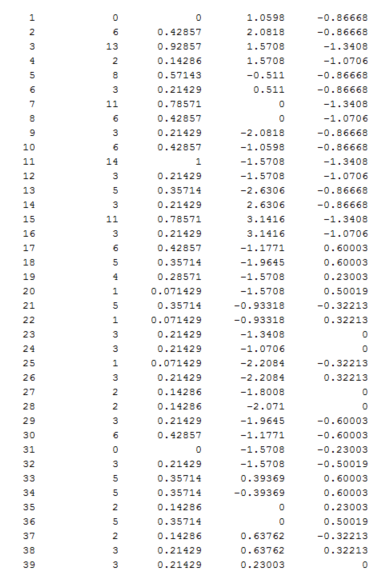 1 0 0 1.0598 -0.86668
2 6 0.42857 2.0818 -0.86668
3 13 0.92857 1.5708 -1.3408
4 2 0.14286 1.5708 -1.0706
5 8 0.57143 -0.511 -0.86668
6 3 0.21429 0.511 -0.86668
7 11 0.78571 0 -1.3408
8 6 0.42857 0 -1.0706
9 3 0.21429 -2.0818 -0.86668
10 6 0.42857 -1.0598 -0.86668
11 14 1 -1.5708 -1.3408
12 3 0.21429 -1.5708 -1.0706
13 5 0.35714 -2.6306 -0.86668
14 3 0.21429 2.6306 -0.86668
15 11 0.78571 3.1416 -1.3408
16 3 0.21429 3.1416 -1.0706
17 6 0.42857 -1.1771 0.60003
18 5 0.35714 -1.9645 0.60003
19 4 0.28571 -1.5708 0.23003
20 1 0.071429 -1.5708 0.50019
21 5 0.35714 -0.93318 -0.32213
22 1 0.071429 -0.93318 0.32213
23 3 0.21429 -1.3408 0
24 3 0.21429 -1.0706 0
25 1 0.071429 -2.2084 -0.32213
26 3 0.21429 -2.2084 0.32213
27 2 0.14286 -1.8008 0
28 2 0.14286 -2.071 0
29 3 0.21429 -1.9645 -0.60003
30 6 0.42857 -1.1771 -0.60003
31 0 0 -1.5708 -0.23003
32 3 0.21429 -1.5708 -0.50019
33 5 0.35714 0.39369 0.60003
34 5 0.35714 -0.39369 0.60003
35 2 0.14286 0 0.23003
36 5 0.35714 0 0.50019
37 2 0.14286 0.63762 -0.32213
38 3 0.21429 0.63762 0.32213
39 3 0.21429 0.23003 0